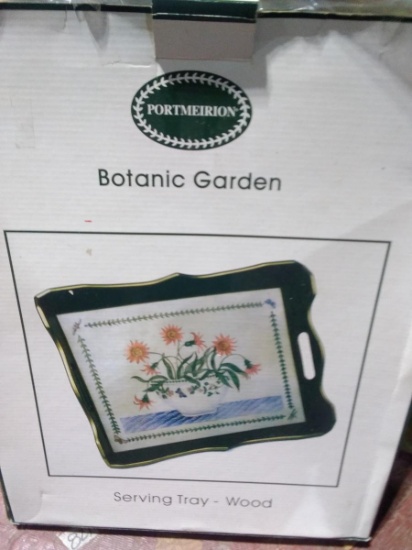 PORTMEIRION
Botanic Garden
Serving Tray - Wood